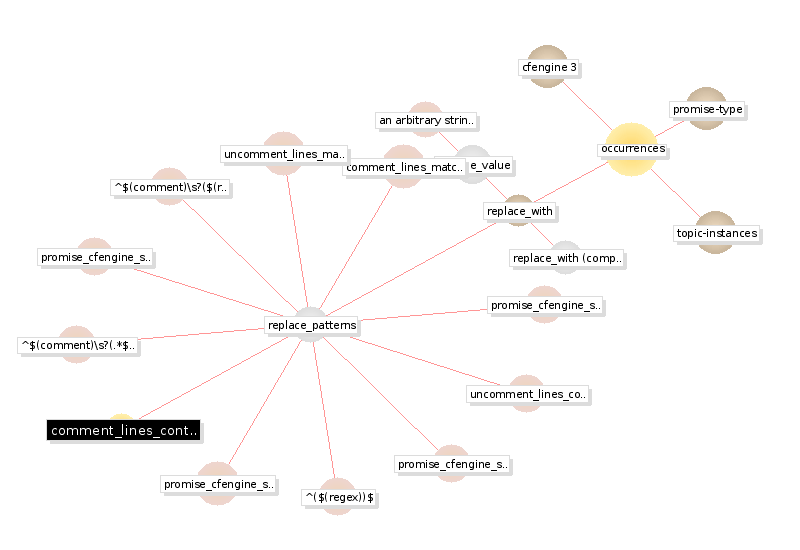 cfengine 3
promise-type
an arbitrary strin..
occurrences
uncomment_lines_ma..
comment_lines_matc..
e_value
^$(comment)\s?($(r..
replace_with
topic-instances
promise_cfengine_s..
replace_with (comp..
promise_cfengine_s..
replace_patterns
^$(comment)\s?(.*$..
uncomment_lines_co..
comment_lines_cont..
promise_cfengine_s..
promise_cfengine_s..
^($(regex))$